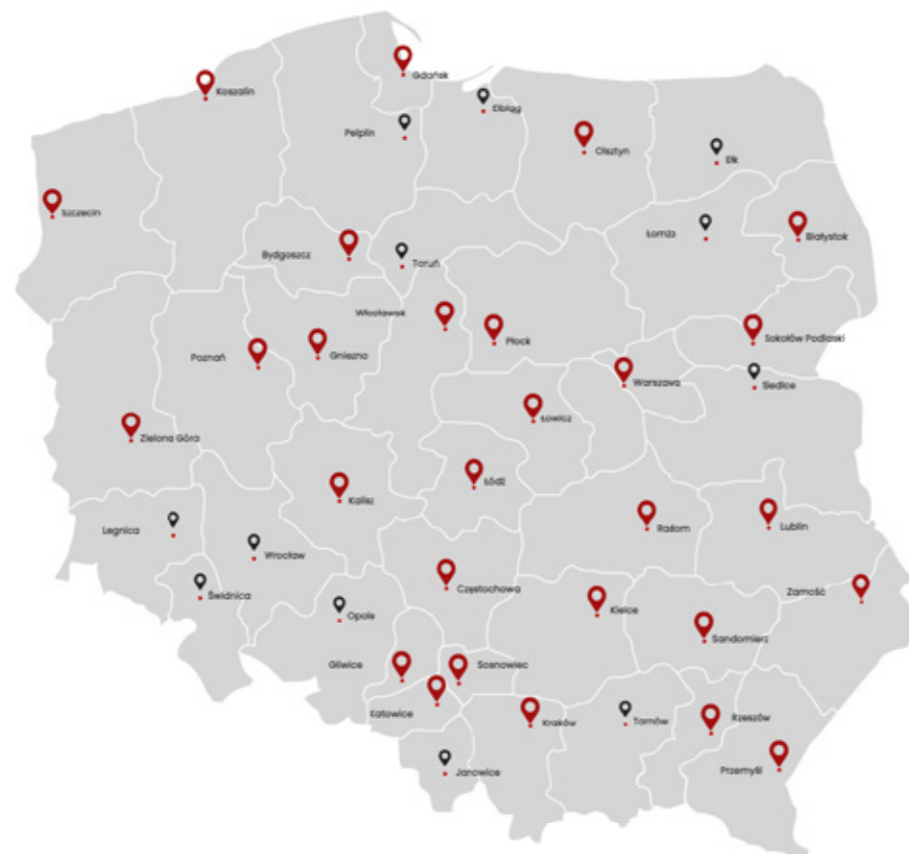 Gdańsk
Koszalin
Elbląg
Pelplin
Olsztyn
Ełk
Szczecin
Łomża
Białystok
Bydgoszcz
Toruń
Włocławek
Płock
Sokołów Podlaski
Poznań
Gniezno
Warszawa
Siedlce
Łowicz
Zielona Góra
Łódź
Kalisz
Legnica
Radom
Lublin
Wrocław
Częstochowa
Zamość
Świdnica
Opole
Kielce
Sandomierz
Gliwice
Sosnowiec
Katowice
Kraków
Tarnów
Rzeszów
Przemyśl
Janowice